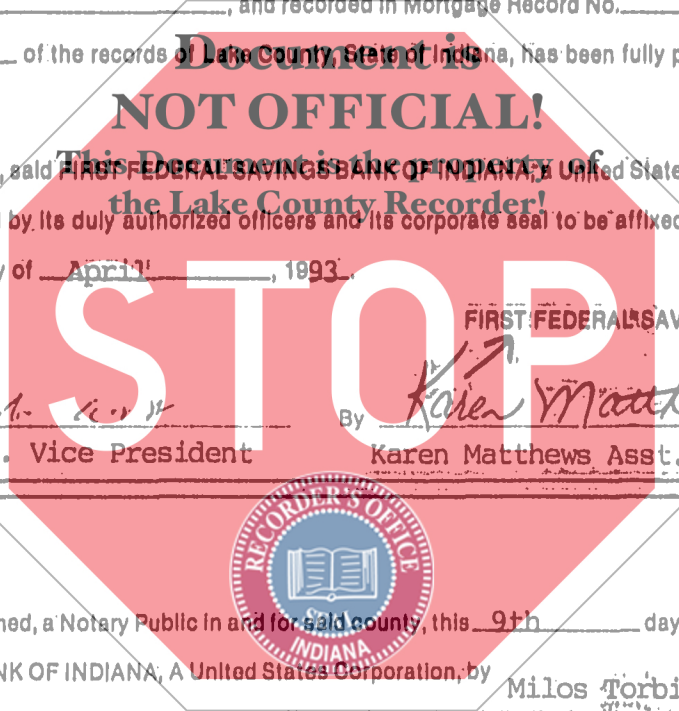 , and recorded in Mortgage Record No.
of the records of Lake County, State of Indiana, has been fully p
Document is
NOT OFFICIAL!
This Document is the property of
the Lake County Recorder!
, said FIRST FEDERAL SAVINGS BANK OF INDIANA, a United State
by its duly authorized officers and its corporate seal to be affixed
of April, 1993.
STOP
FIRST FEDERAL SAV
By Karen Matth
Vice President Karen Matthews Asst.
RECORDER'S OFFICE
SEAL
INDIANA
ned, a Notary Public in and for said county, this 9th day
NK OF INDIANA, A United States Corporation, by Milos Torbi